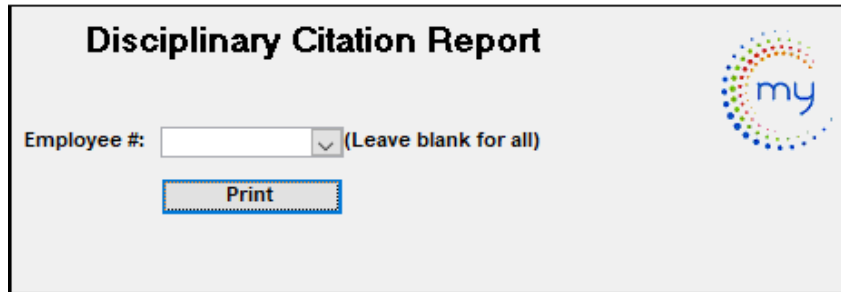 Disciplinary Citation Report
my
Employee #: (Leave blank for all)
Print